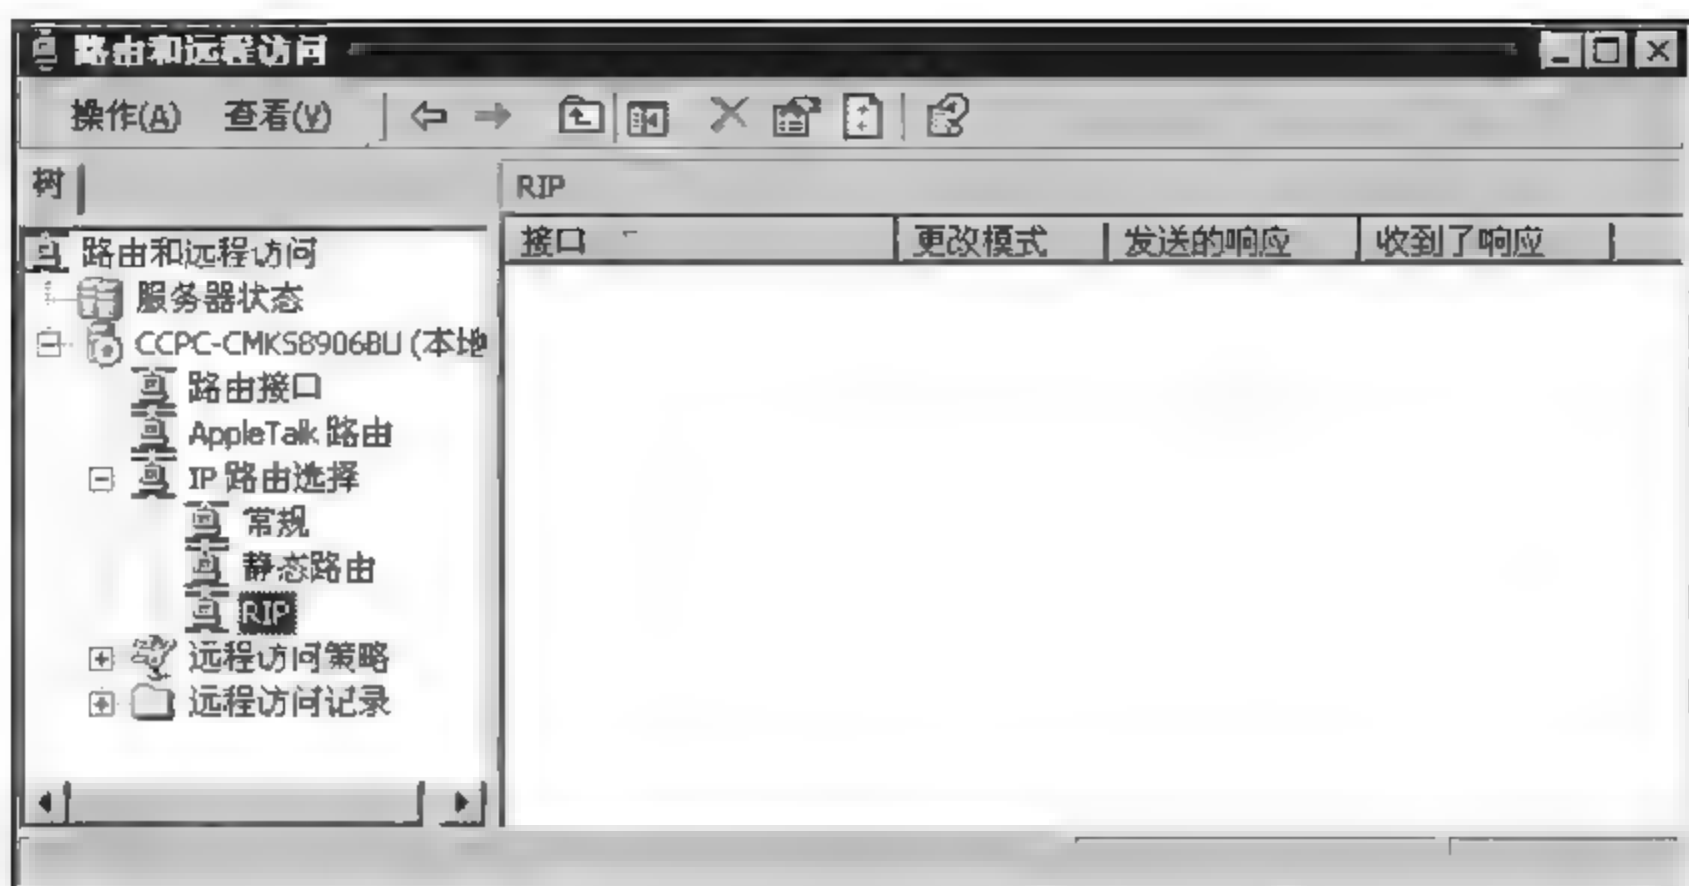 路由和远程访问
操作(A) 查看(V)
树
RIP
接口 更改模式 发送的响应 收到了响应
路由和远程访问
服务器状态
CCPC-CMKS8906BU (本地
路由接口
AppleTalk 路由
IP 路由选择
常规
静态路由
RIP
远程访问策略
远程访问记录